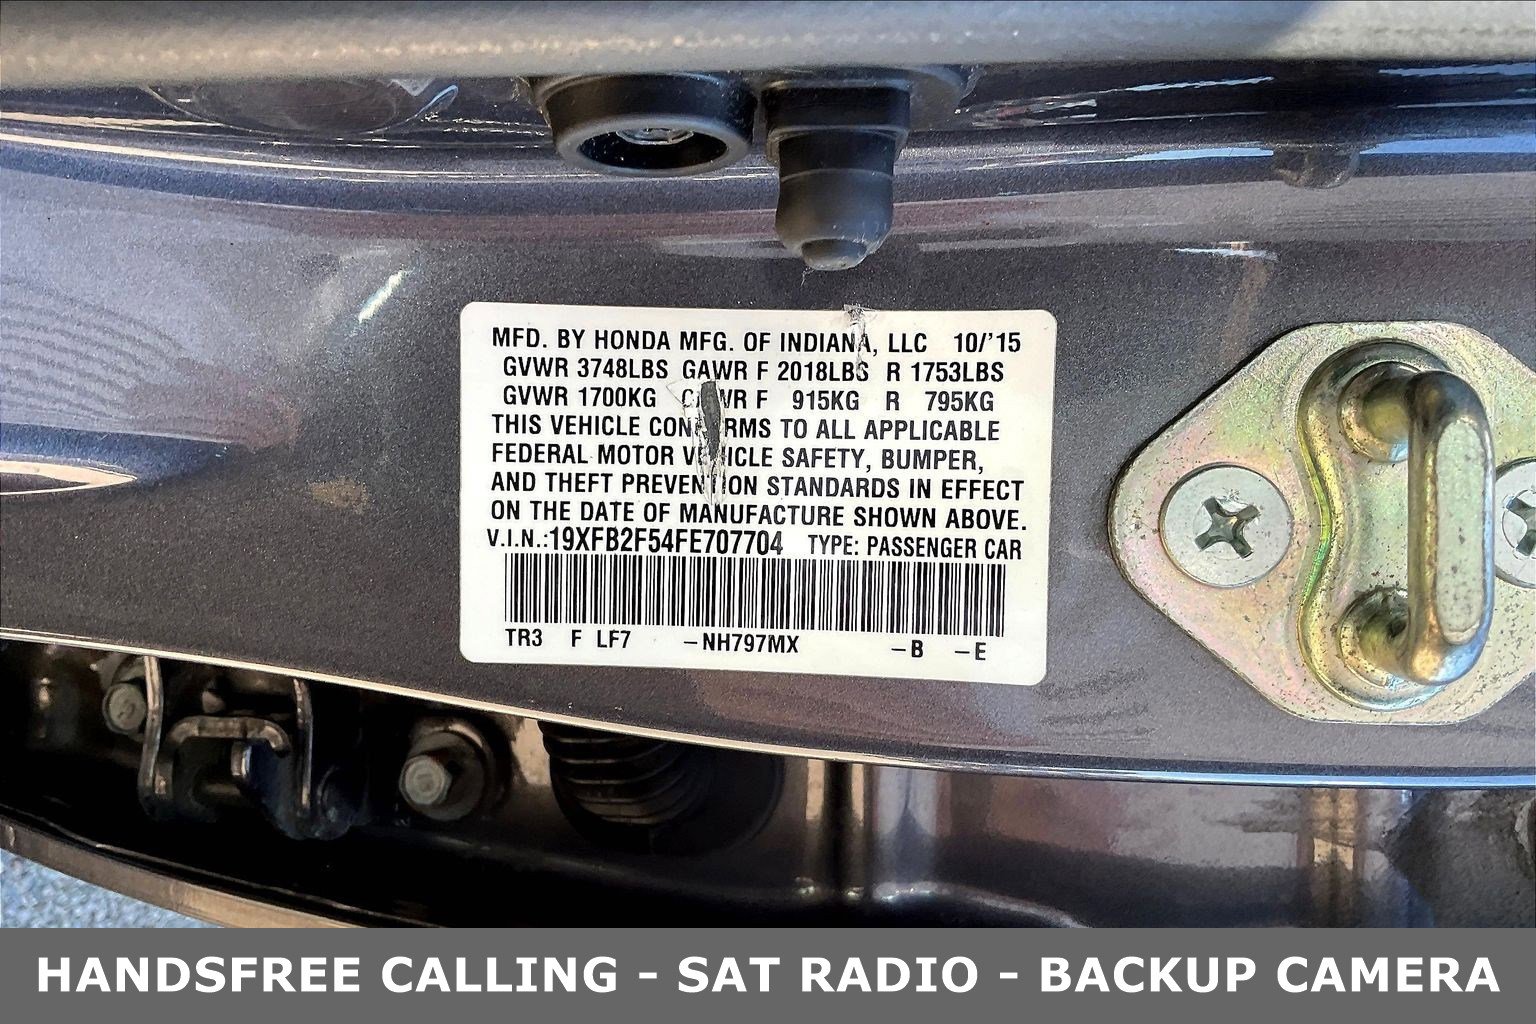 MFD. BY HONDA MFG. OF INDIANA, LLC 10/'15
GVWR 3748LBS GAWR F 2018LBS R 1753LBS
GVWR 1700KG F 915KG R 795KG
THIS VEHICLE TO ALL APPLICABLE
FEDERAL MOTOR VEHICLE SAFETY, BUMPER,
AND THEFT PREVENTION STANDARDS IN EFFECT
ON THE DATE OF MANUFACTURE SHOWN ABOVE.
V.I.N.:19XFB2F54FE707704 TYPE: PASSENGER CAR
TR3 F LF7 –NH797MX –B –E
HANDSFREE CALLING - SAT RADIO - BACKUP CAMERA